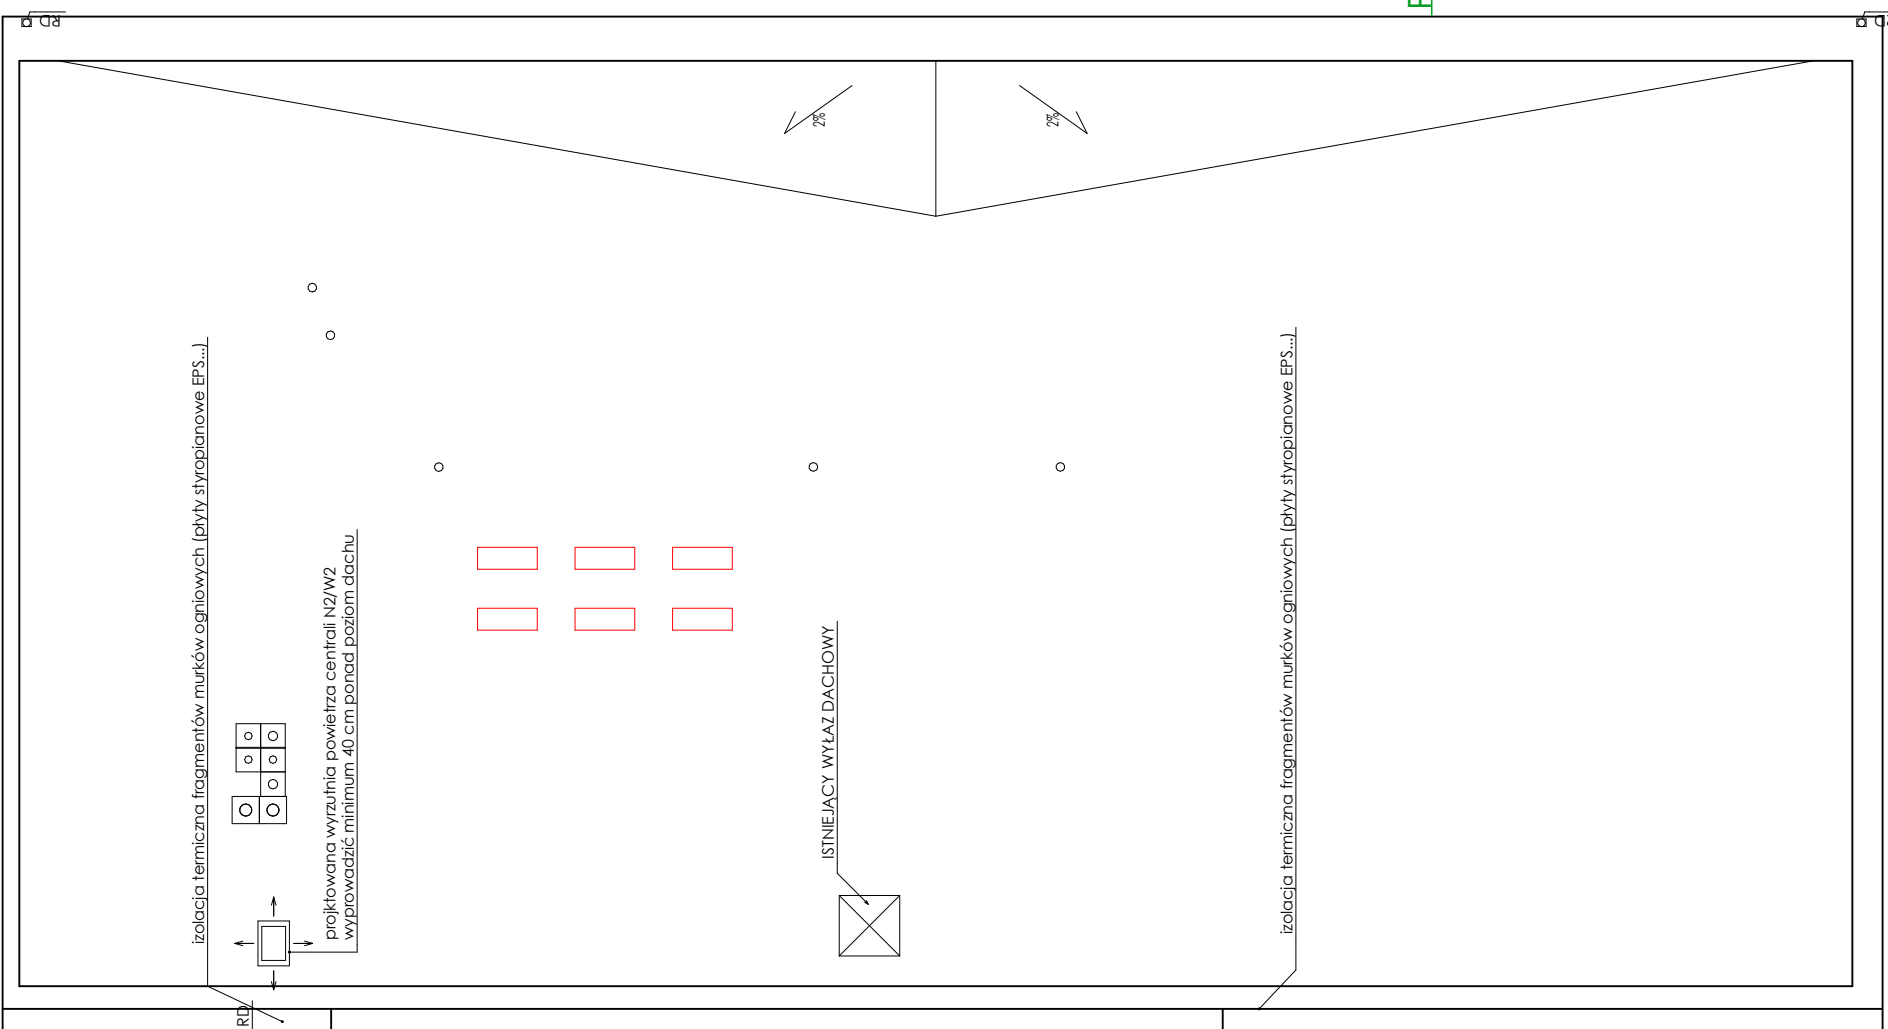 RD
2%
2%
izolacja termiczna fragmentów murków ogniowych (płyty styropianowe EPS...)
projktowana wyrzutnia powietrza centrali N2/W2
wyprowadzić minimum 40 cm ponad poziom dachu
ISTNIEJĄCY WYŁAZ DACHOWY
izolacja termiczna fragmentów murków ogniowych (płyty styropianowe EPS...)
RD